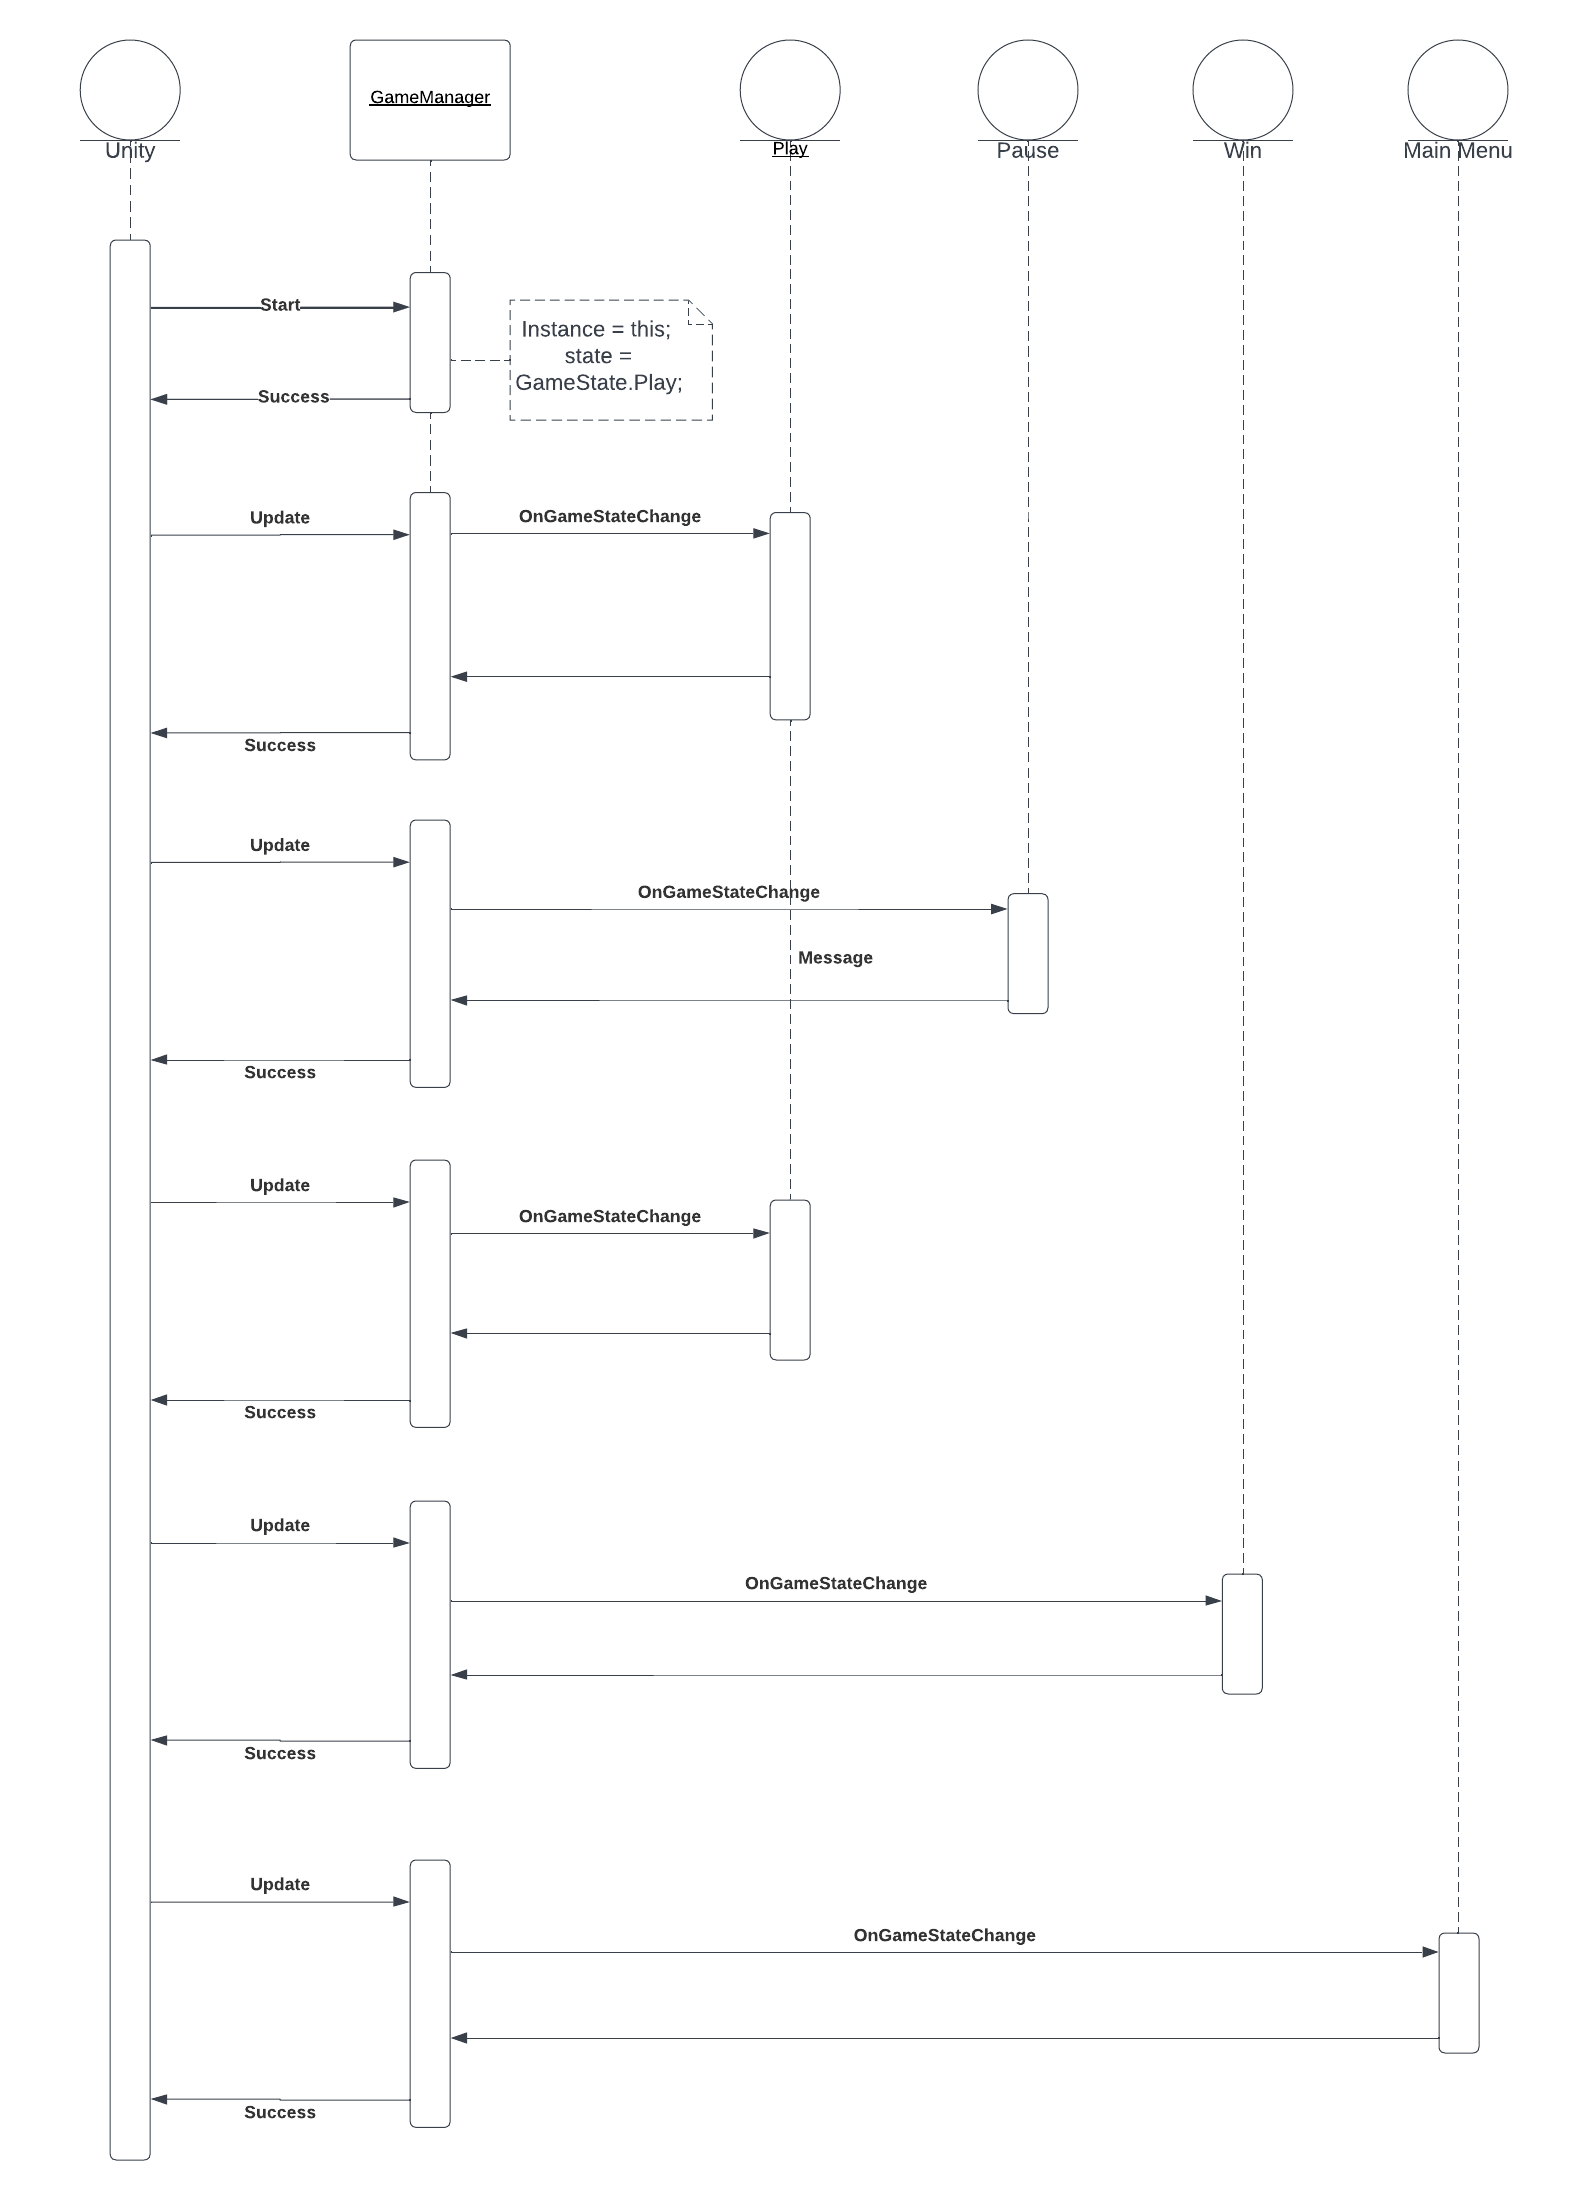 GameManager
Unity
Play
Pause
Win
Main Menu
Start
Instance = this;
state =
GameState.Play;
Success
Update
OnGameStateChange
Success
Update
OnGameStateChange
Message
Success
Update
OnGameStateChange
Success
Update
OnGameStateChange
Success
Update
OnGameStateChange
Success